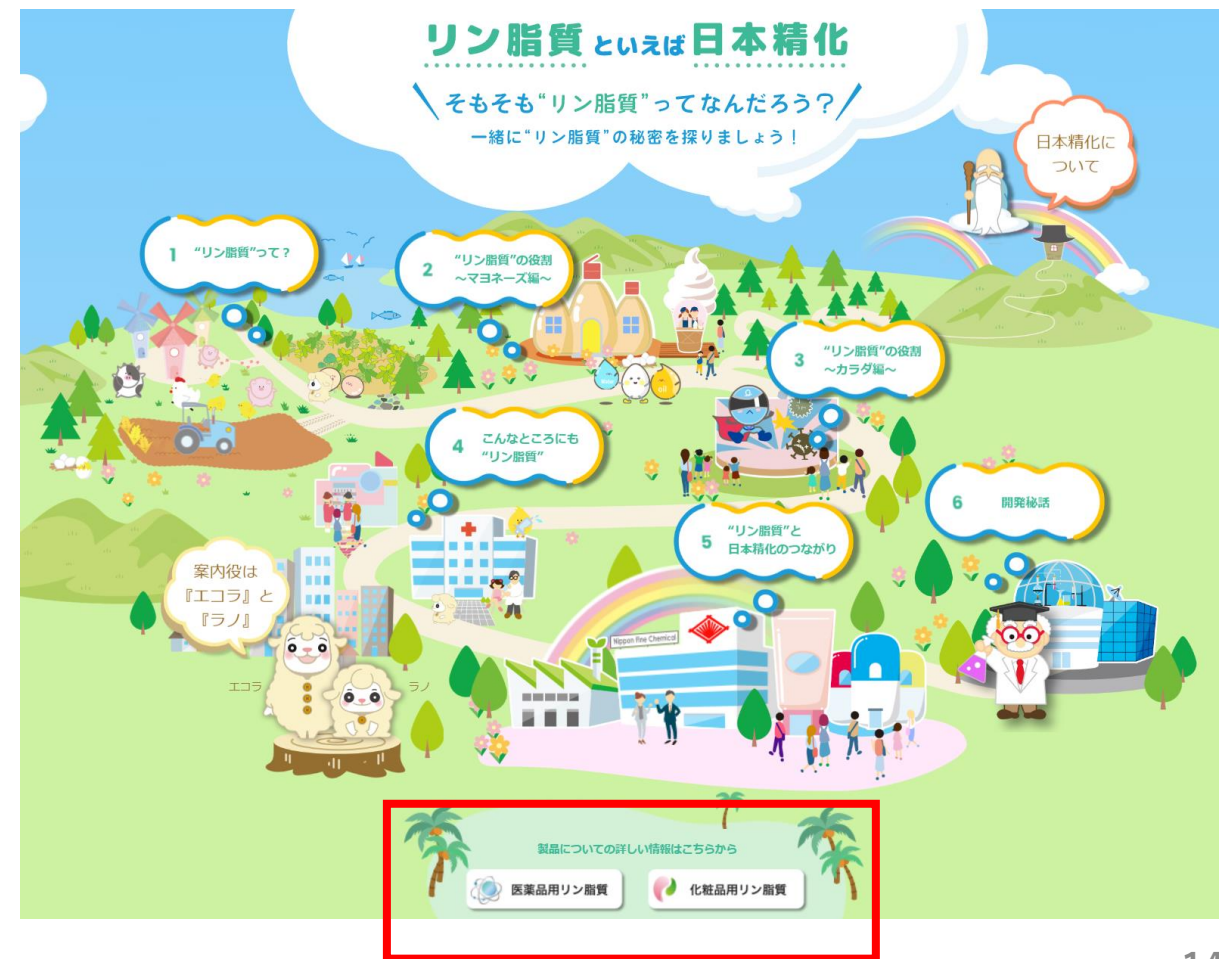 リン脂質といえば日本精化
そもそも“リン脂質”ってなんだろう？
一緒に“リン脂質”の秘密を探りましょう！
日本精化に
ついて
1 “リン脂質”って？
2 “リン脂質”の役割
～マヨネーズ編～
3 “リン脂質”の役割
～カラダ編～
4 こんなところにも
“リン脂質”
5 “リン脂質”と
日本精化のつながり
6 開発秘話
案内役は
『エコラ』と
『ラノ』
エコラ
ラノ
Nippon Fine Chemical
oil
製品についての詳しい情報はこちらから
医薬品用リン脂質
化粧品用リン脂質